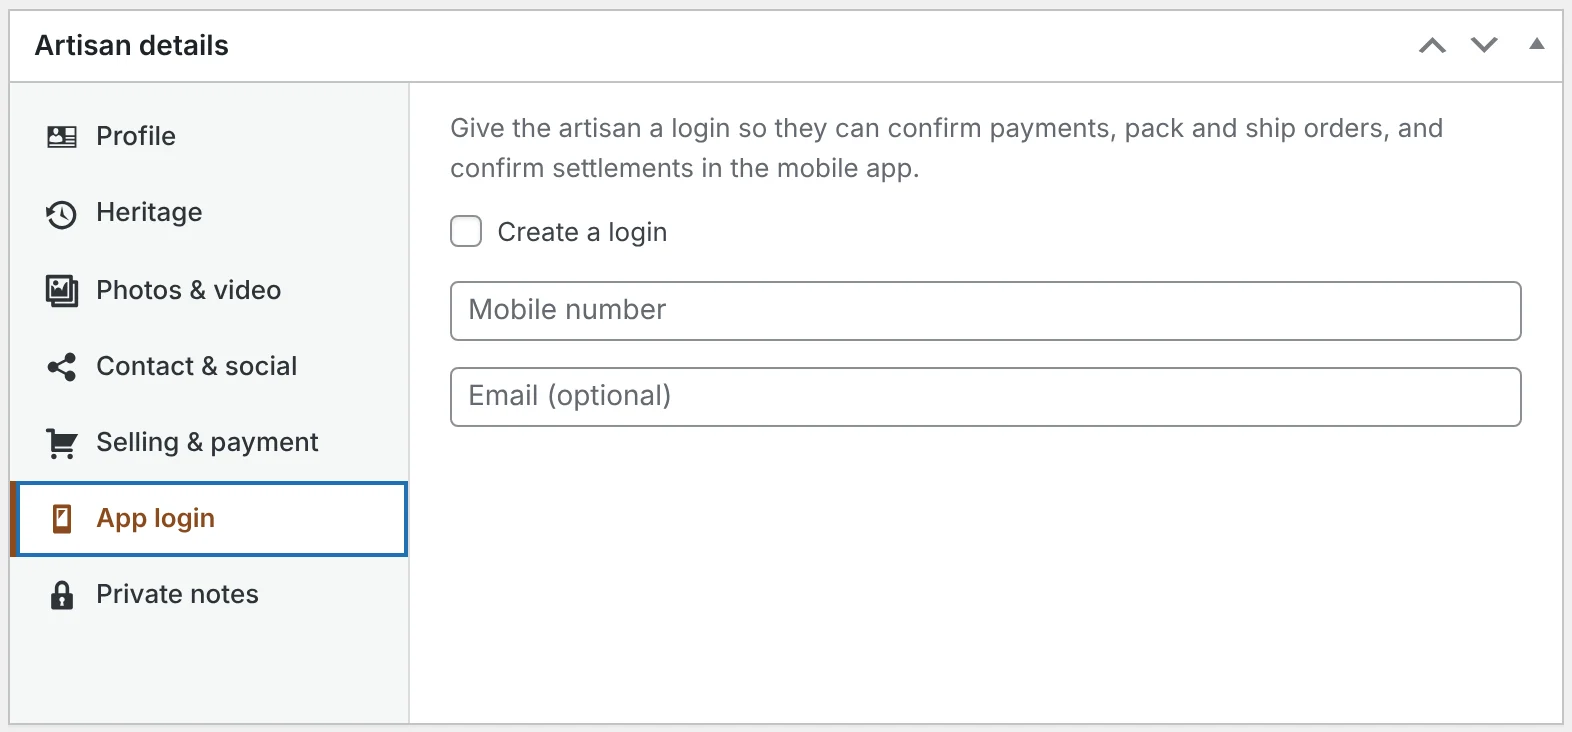 Artisan details
Profile
Heritage
Photos & video
Contact & social
Selling & payment
App login
Private notes
Give the artisan a login so they can confirm payments, pack and ship orders, and
confirm settlements in the mobile app.
Create a login
Mobile number
Email (optional)